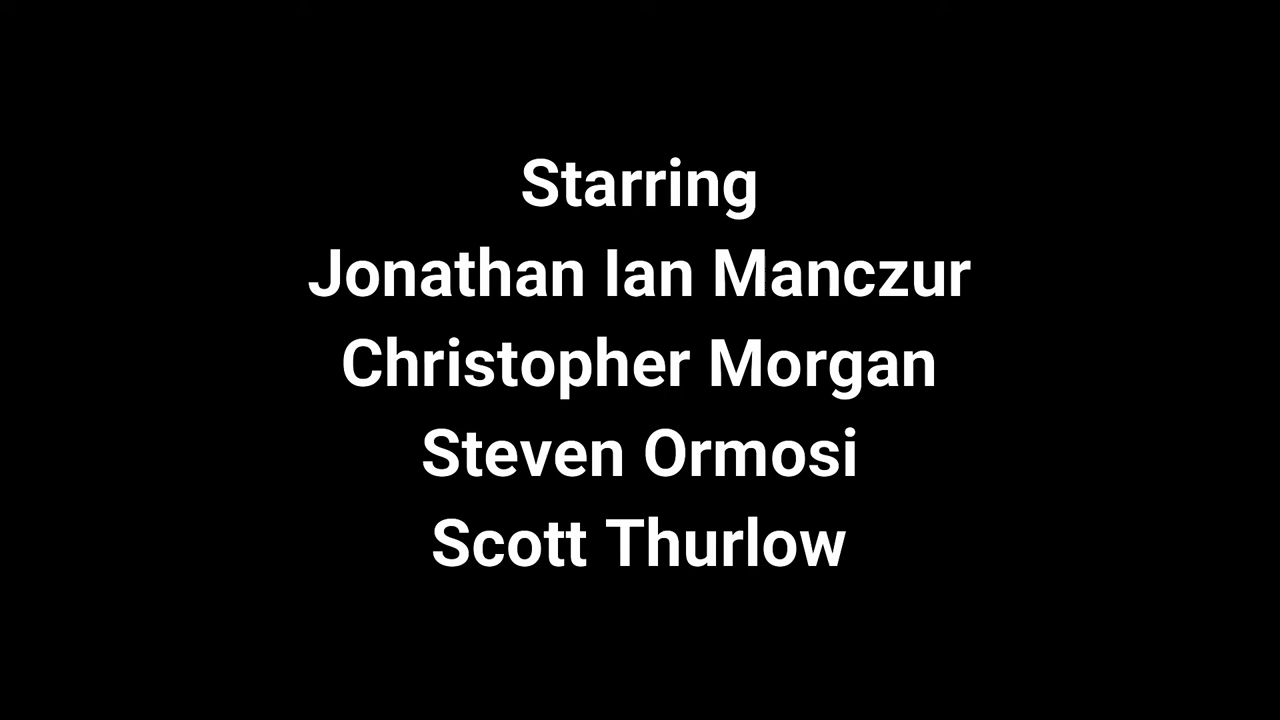 Starring
Jonathan Ian Manczur
Christopher Morgan
Steven Ormosi
Scott Thurlow